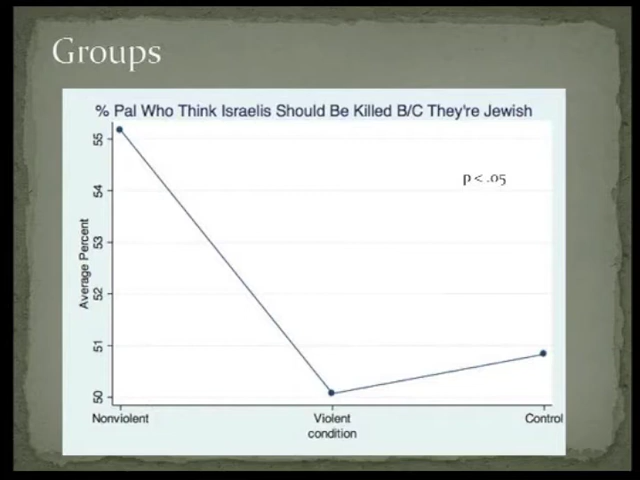 Groups
% Pal Who Think Israelis Should Be Killed B/C They're Jewish
p < .05
Average Percent
55
54
53
52
51
50
Nonviolent
Violent
Control
condition